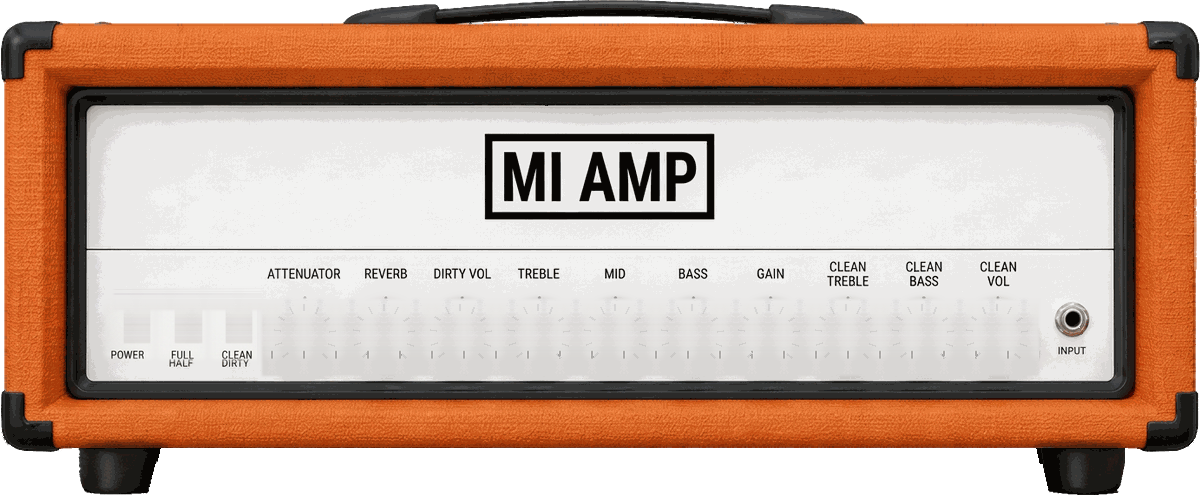 MI AMP
ATTENUATOR
REVERB
DIRTY VOL
TREBLE
MID
BASS
GAIN
CLEAN
TREBLE
CLEAN
BASS
CLEAN
VOL
POWER
FULL
HALF
CLEAN
DIRTY
INPUT